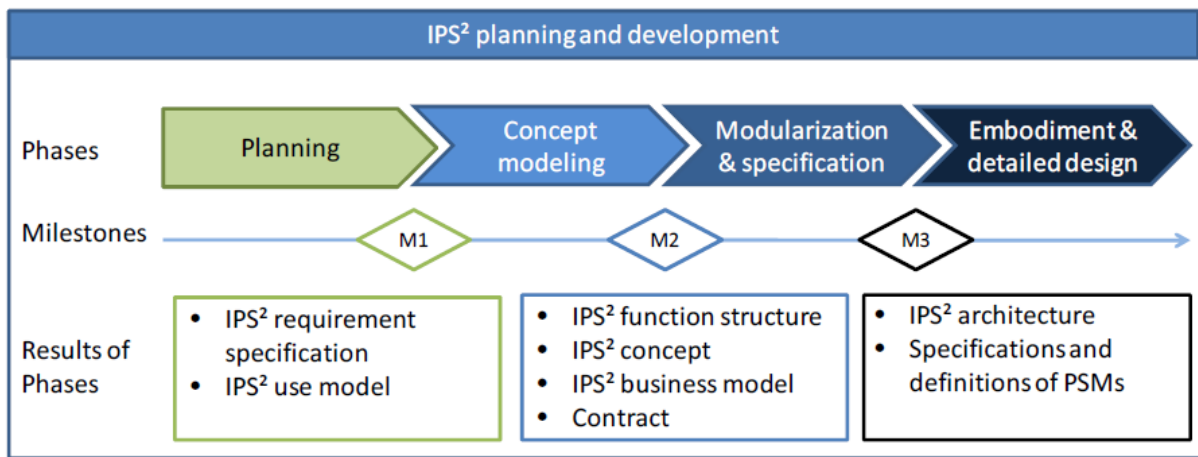 IPS² planning and development
Phases
Planning
Concept
modeling
Modularization
& specification
Embodiment &
detailed design
Milestones
M1
M2
M3
Results of
Phases
• IPS² requirement
specification
• IPS² use model
• IPS² function structure
• IPS² concept
• IPS² business model
• Contract
• IPS² architecture
• Specifications and
definitions of PSMs